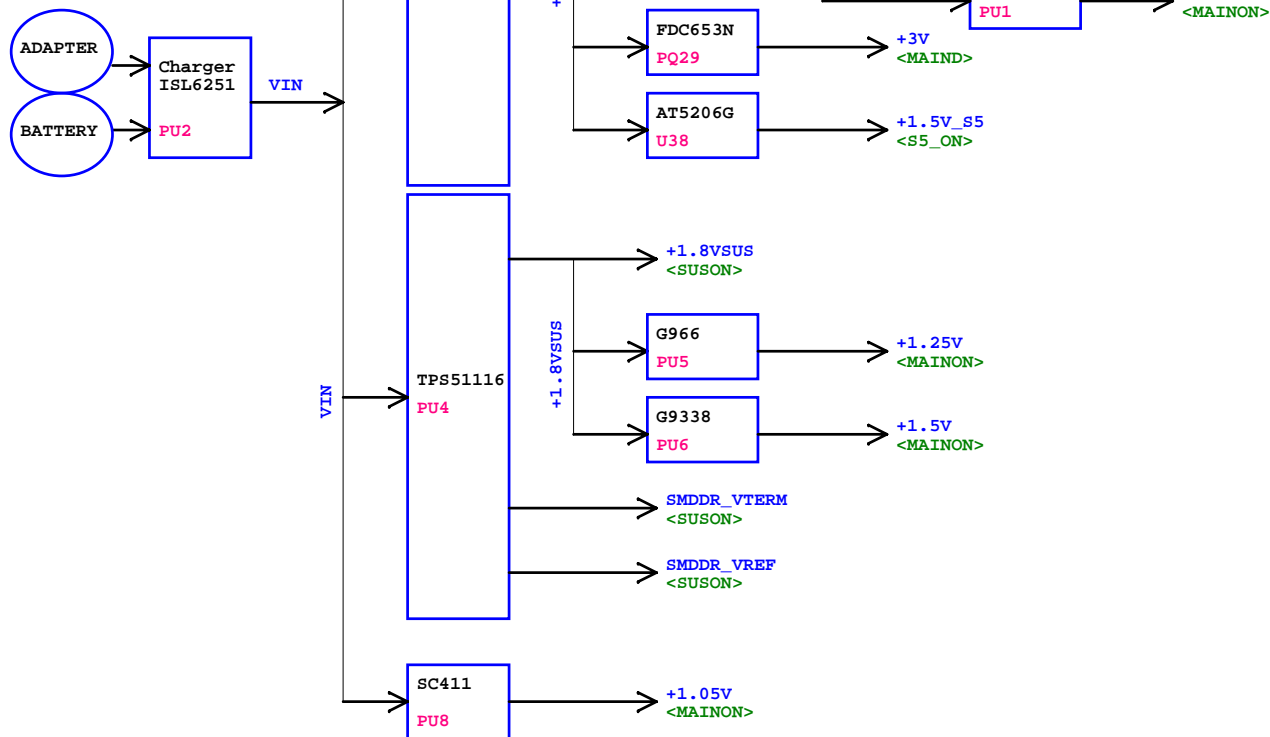 ADAPTER
BATTERY
Charger
ISL6251
PU2
VIN
PU1
<MAINON>
FDC653N
PQ29
+3V
<MAIND>
AT5206G
U38
+1.5V_S5
<S5_ON>
VIN
TPS51116
PU4
+1.8VSUS
<SUSON>
+1.8VSUS
G966
PU5
+1.25V
<MAINON>
G9338
PU6
+1.5V
<MAINON>
SMDDR_VTERM
<SUSON>
SMDDR_VREF
<SUSON>
SC411
PU8
+1.05V
<MAINON>